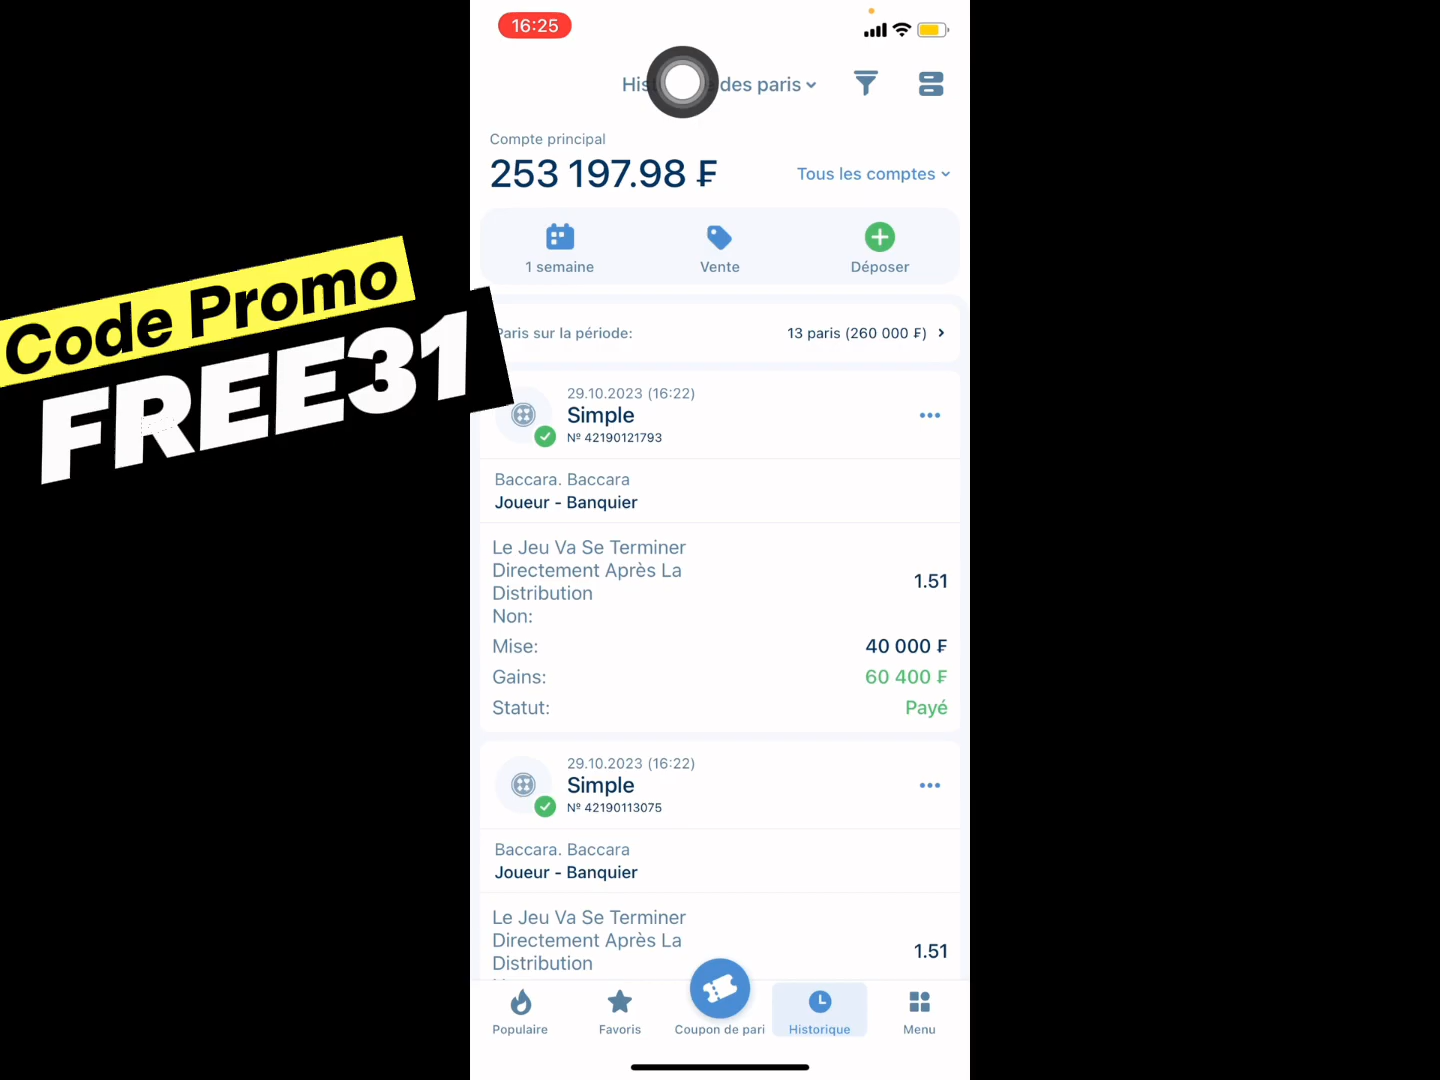 16:25
des paris
Compte principal
253 197.98 ₣
Tous les comptes
1 semaine
Vente
Déposer
Code Promo
FREE31
Paris sur la période:
13 paris (260 000 ₣)
29.10.2023 (16:22)
Simple
Nº 42190121793
Baccara. Baccara
Joueur - Banquier
Le Jeu Va Se Terminer
Directement Après La
Distribution
Non:
1.51
Mise:
40 000 ₣
Gains:
60 400 ₣
Statut:
Payé
29.10.2023 (16:22)
Simple
Nº 42190113075
Baccara. Baccara
Joueur - Banquier
Le Jeu Va Se Terminer
Directement Après La
Distribution
1.51
Populaire
Favoris
Coupon de pari
Historique
Menu